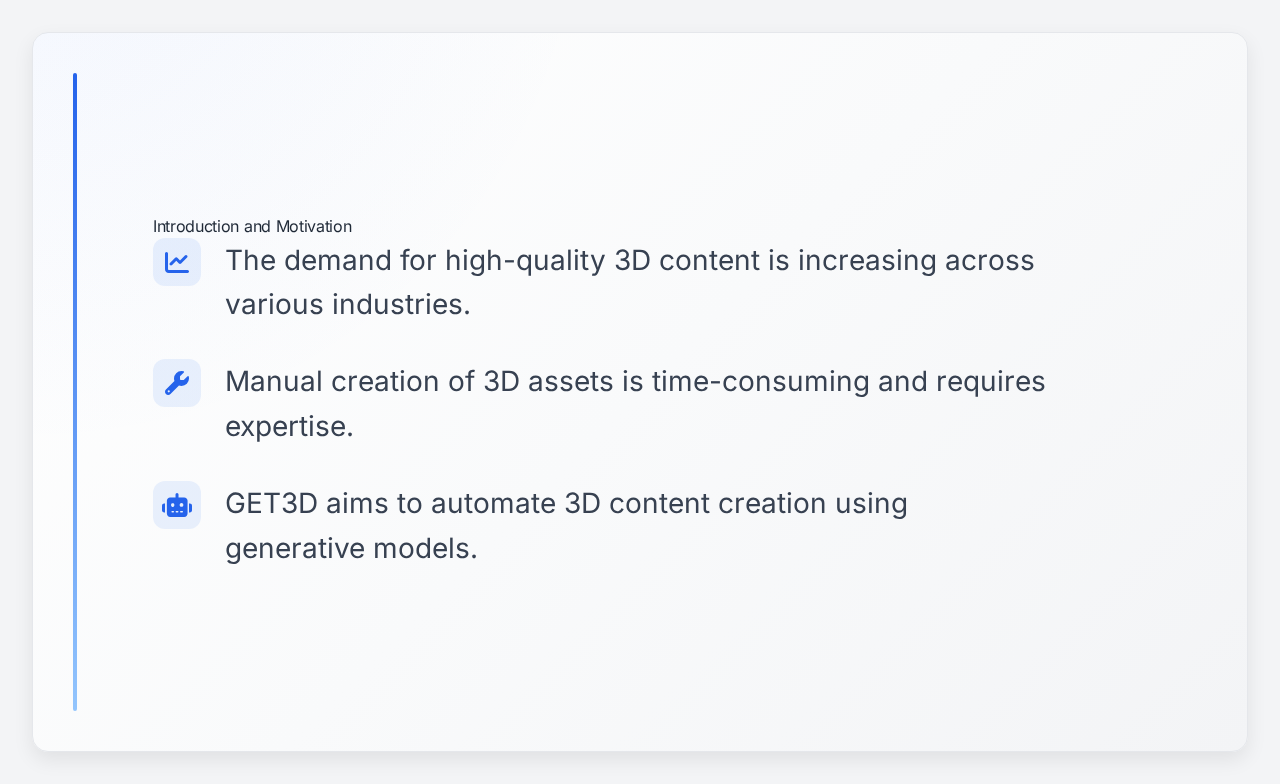 Introduction and Motivation
The demand for high-quality 3D content is increasing across
various industries.
Manual creation of 3D assets is time-consuming and requires
expertise.
GET3D aims to automate 3D content creation using
generative models.